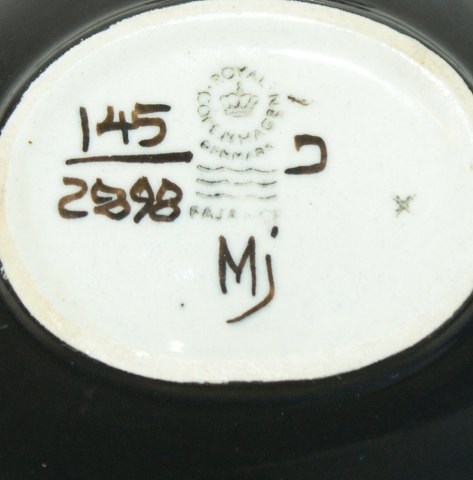 ROYAL COPENHAGEN
DENMARK
FAJANCE
145
2898
Mj